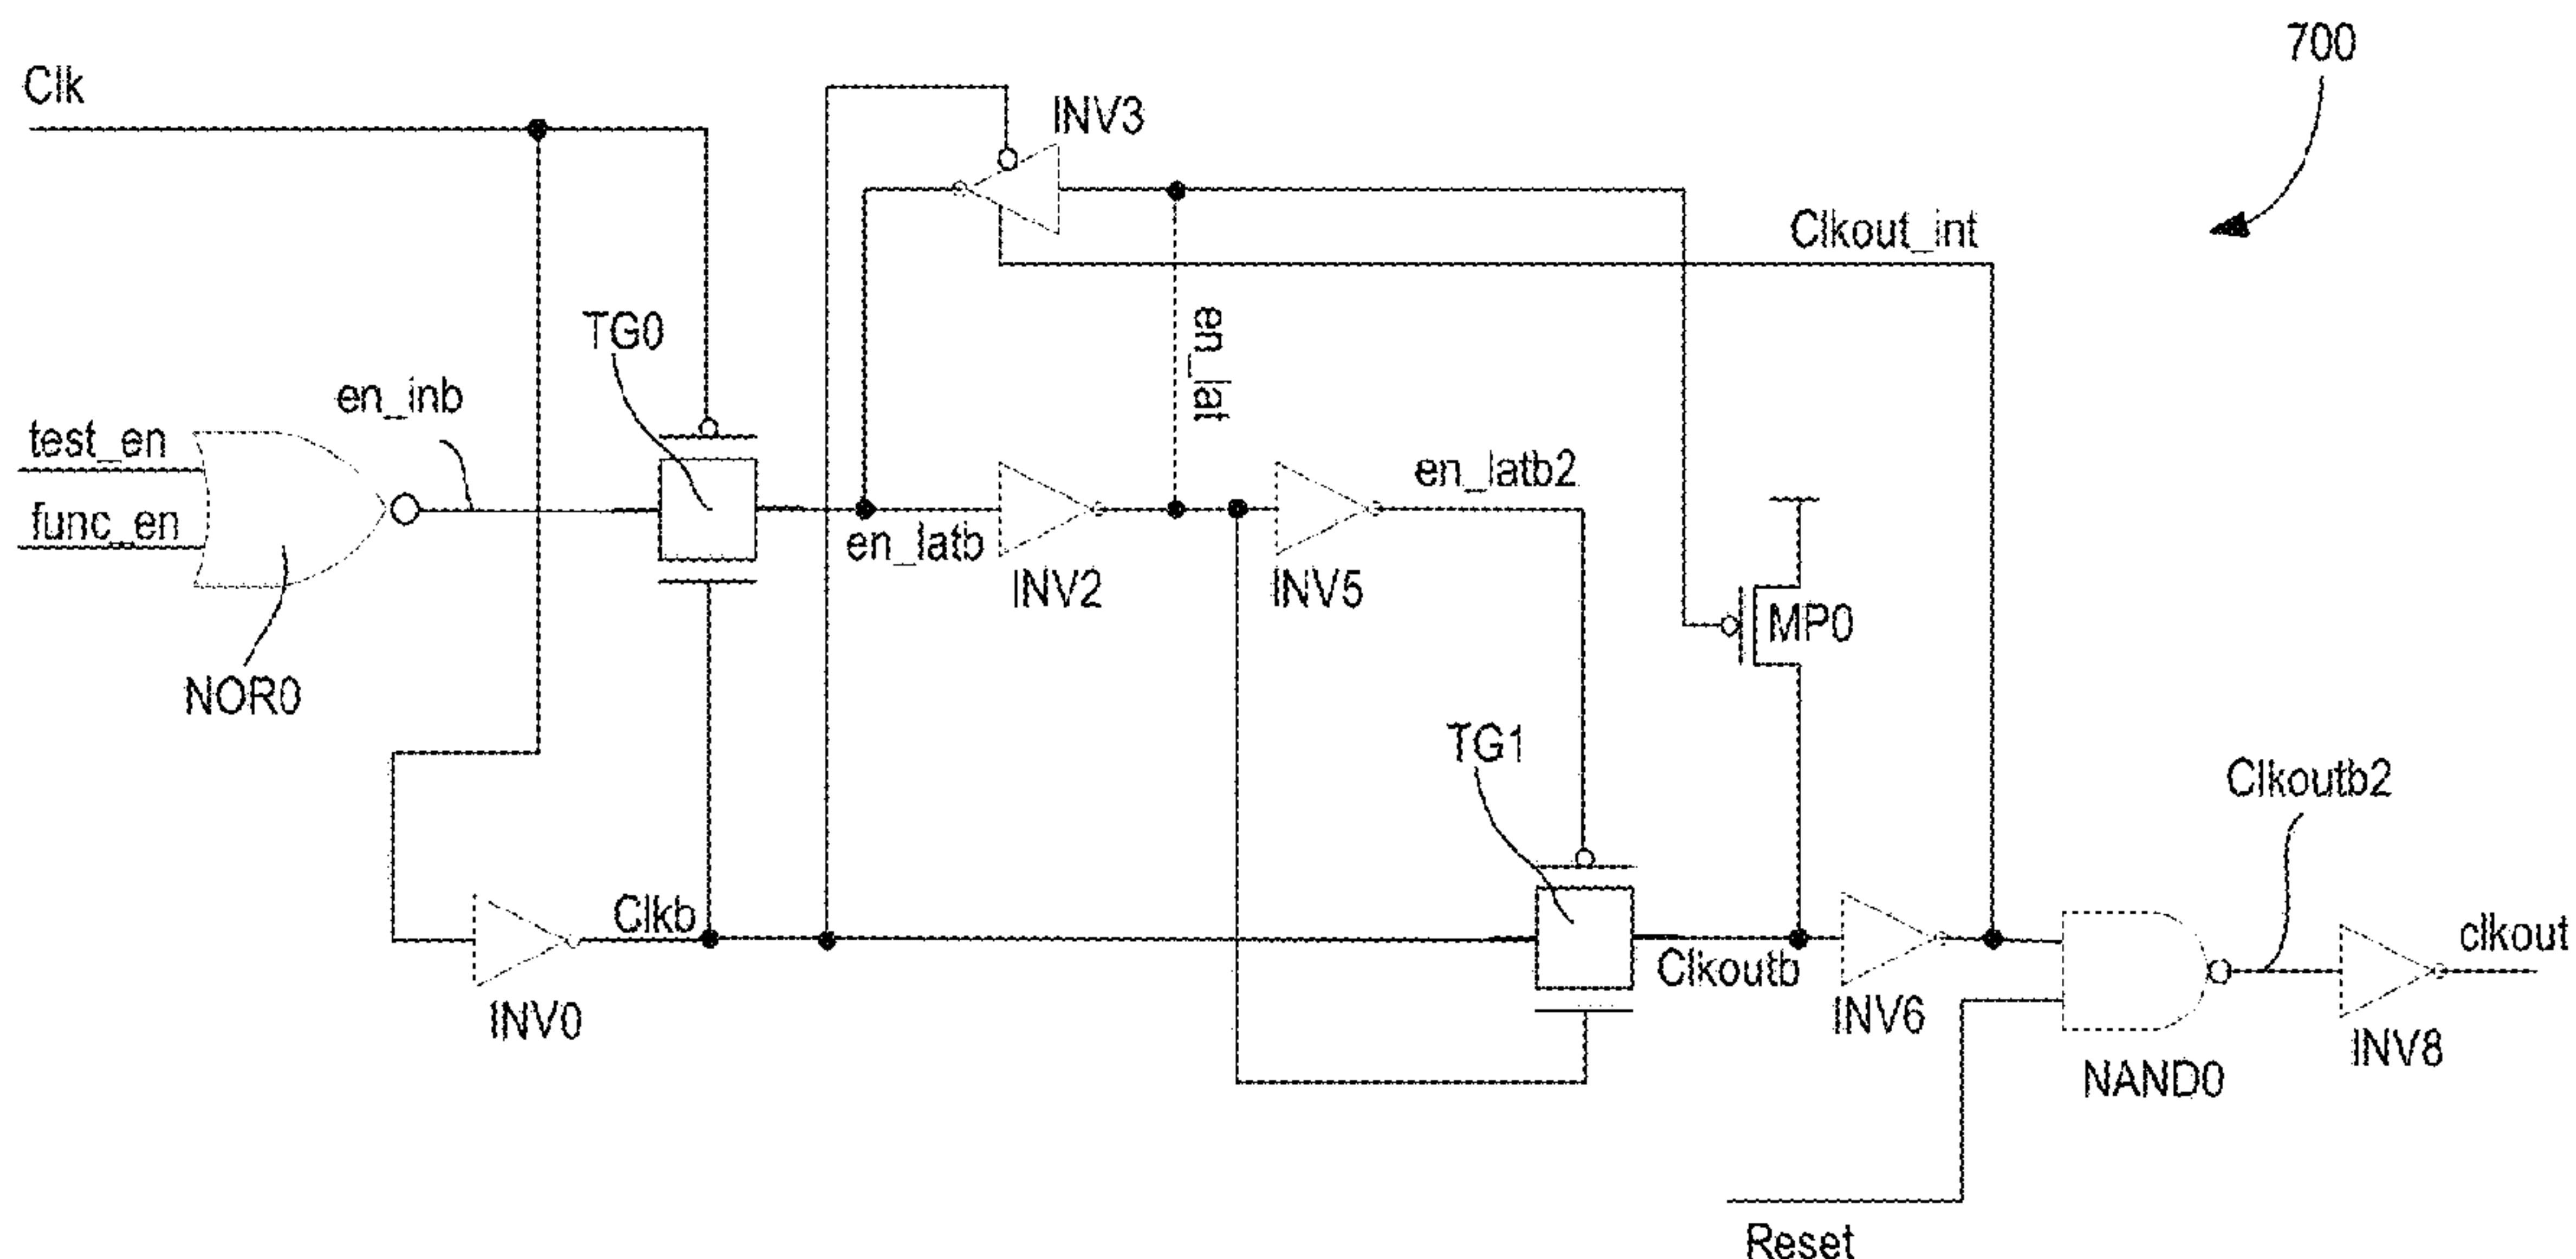 700
Clk
INV3
Clkout_int
TG0
en_lat
en_inb
test_en
func_en
en_latb2
en_latb
INV2
INV5
MP0
NOR0
TG1
Clkoutb2
Clkb
clkout
Clkoutb
INV0
INV6
INV8
NAND0
Reset